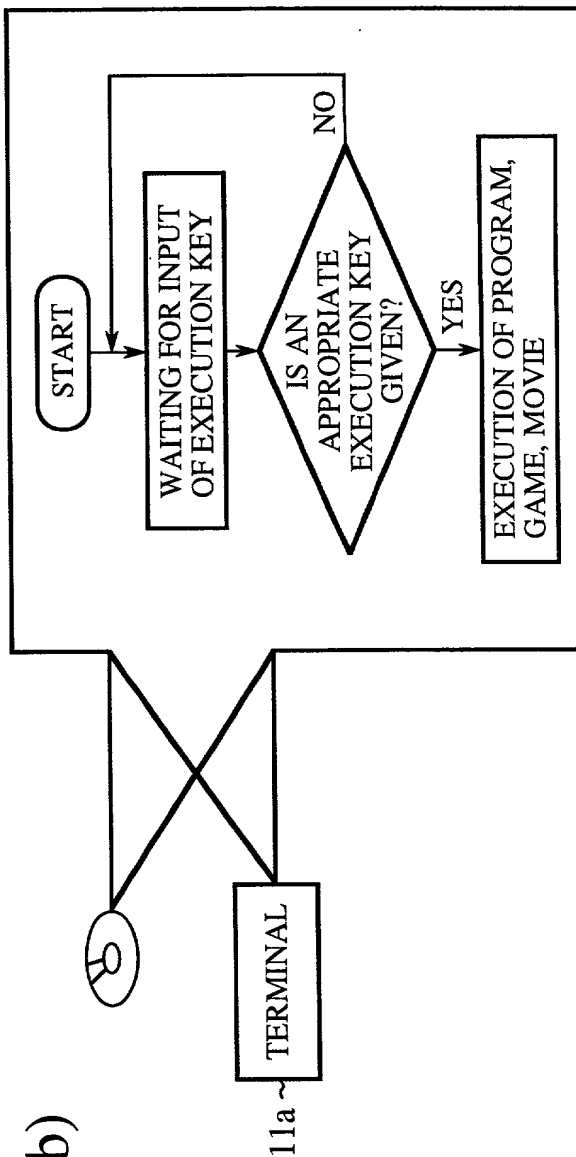 b)
11a
TERMINAL
START
WAITING FOR INPUT
OF EXECUTION KEY
IS AN
APPROPRIATE
EXECUTION KEY
GIVEN?
NO
YES
EXECUTION OF PROGRAM,
GAME, MOVIE